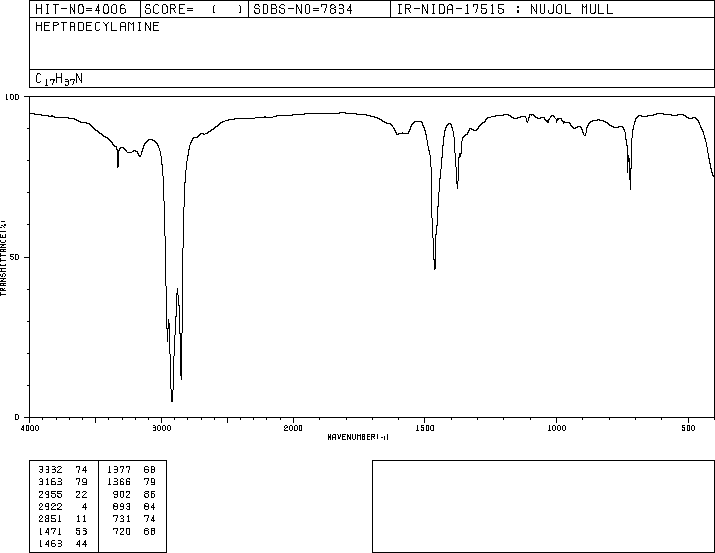 HIT-NO=4006 SCORE= ( ) SDBS-NO=7834 IR-NIDA-17515 : NUJOL MULL
HEPTADECYLAMINE
C17H37N
100
TRANSMITTANCE(%)
50
0
4000 3000 2000 1500 1000 500
WAVENUMBER(-1)
3332 74 1377 68
3163 79 1366 79
2955 22 902 86
2922 4 893 84
2851 11 731 74
1471 53 720 68
1463 44